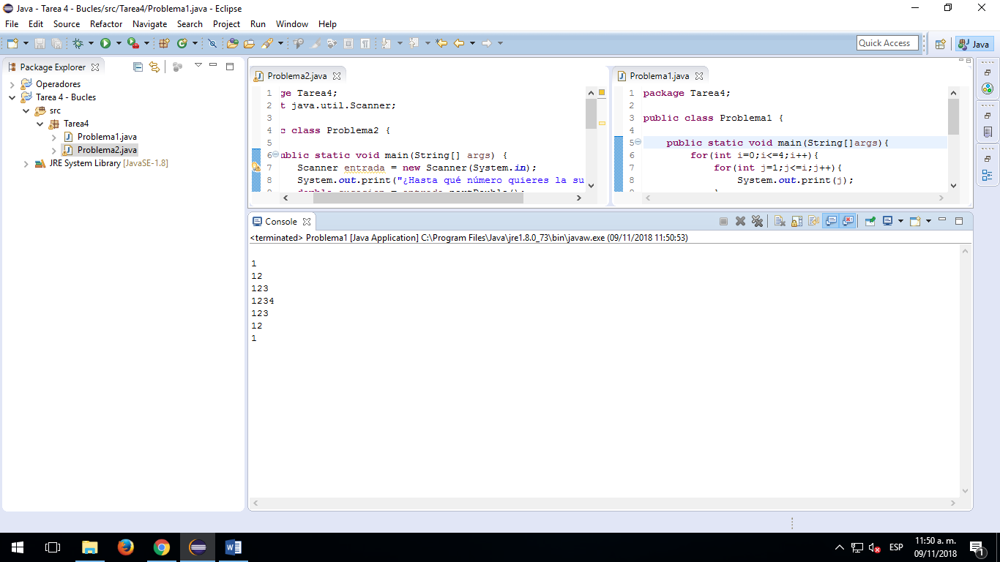 Java - Tarea 4 - Bucles/src/Tarea4/Problema1.java - Eclipse
File Edit Source Refactor Navigate Search Project Run Window Help
Quick Access
Java
Package Explorer
Operadores
Tarea 4 - Bucles
src
Tarea4
Problema1.java
Problema2.java
JRE System Library [JavaSE-1.8]
Problema2.java
1 ge Tarea4;
2 t java.util.Scanner;
3
4 c class Problema2 {
5
6 ublic static void main(String[] args) {
7 Scanner entrada = new Scanner(System.in);
8 System.out.print("¿Hasta qué número quieres la su
Problema1.java
1 package Tarea4;
2
3 public class Problema1 {
4
5 public static void main(String[]args){
6 for(int i=0;i<=4;i++){
7 for(int j=1;j<=i;j++){
8 System.out.print(j);
Console
<terminated> Problema1 [Java Application] C:\Program Files\Java\jre1.8.0_73\bin\javaw.exe (09/11/2018 11:50:53)
1
12
123
1234
123
12
1
ESP
11:50 a. m.
09/11/2018
1